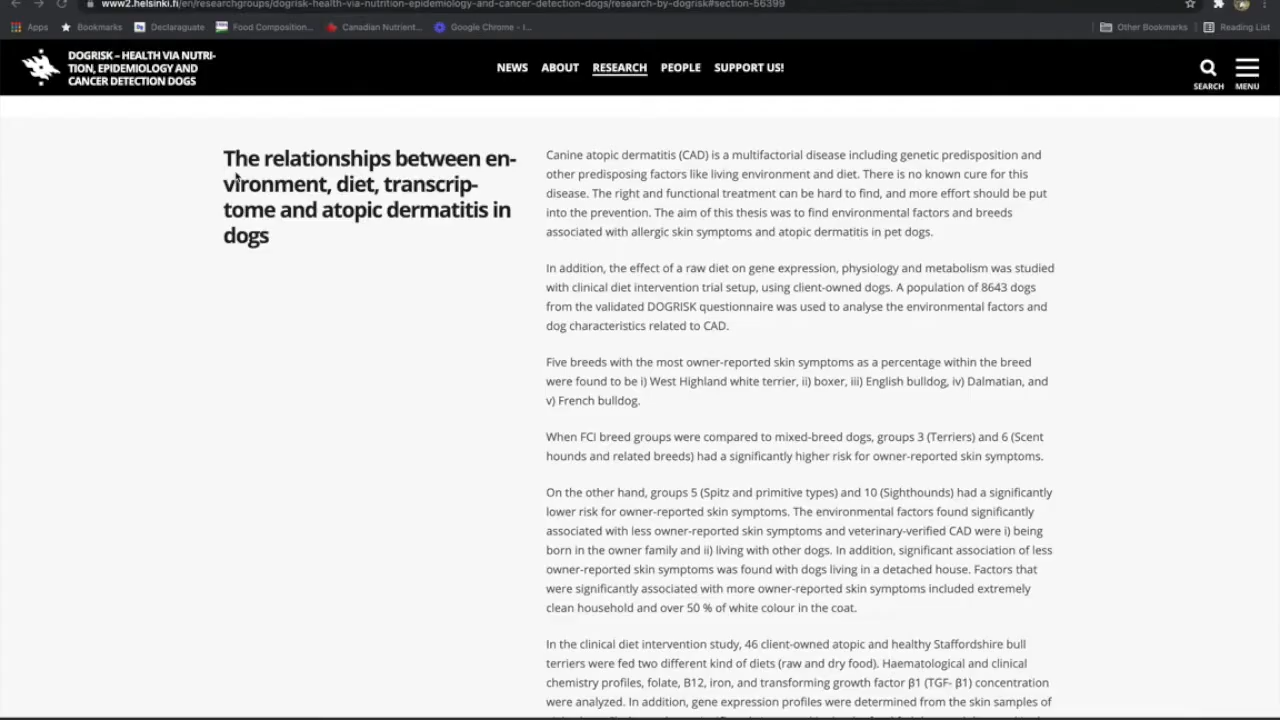 www2.helsinki.fi/en/researchgroups/dogrisk-health-via-nutrition-epidemiology-and-cancer-detection-dogs/research-by-dogrisk#section-56399
Apps Bookmarks Declaraguate Food Composition... Canadian Nutrient... Google Chrome - I... Other Bookmarks Reading List
DOGRISK – HEALTH VIA NUTRI-
TION, EPIDEMIOLOGY AND
CANCER DETECTION DOGS
NEWS ABOUT RESEARCH PEOPLE SUPPORT US!
SEARCH MENU
The relationships between en-
vironment, diet, transcrip-
tome and atopic dermatitis in
dogs
Canine atopic dermatitis (CAD) is a multifactorial disease including genetic predisposition and
other predisposing factors like living environment and diet. There is no known cure for this
disease. The right and functional treatment can be hard to find, and more effort should be put
into the prevention. The aim of this thesis was to find environmental factors and breeds
associated with allergic skin symptoms and atopic dermatitis in pet dogs.
In addition, the effect of a raw diet on gene expression, physiology and metabolism was studied
with clinical diet intervention trial setup, using client-owned dogs. A population of 8643 dogs
from the validated DOGRISK questionnaire was used to analyse the environmental factors and
dog characteristics related to CAD.
Five breeds with the most owner-reported skin symptoms as a percentage within the breed
were found to be i) West Highland white terrier, ii) boxer, iii) English bulldog, iv) Dalmatian, and
v) French bulldog.
When FCI breed groups were compared to mixed-breed dogs, groups 3 (Terriers) and 6 (Scent
hounds and related breeds) had a significantly higher risk for owner-reported skin symptoms.
On the other hand, groups 5 (Spitz and primitive types) and 10 (Sighthounds) had a significantly
lower risk for owner-reported skin symptoms. The environmental factors found significantly
associated with less owner-reported skin symptoms and veterinary-verified CAD were i) being
born in the owner family and ii) living with other dogs. In addition, significant association of less
owner-reported skin symptoms was found with dogs living in a detached house. Factors that
were significantly associated with more owner-reported skin symptoms included extremely
clean household and over 50 % of white colour in the coat.
In the clinical diet intervention study, 46 client-owned atopic and healthy Staffordshire bull
terriers were fed two different kind of diets (raw and dry food). Haematological and clinical
chemistry profiles, folate, B12, iron, and transforming growth factor β1 (TGF- β1) concentration
were analyzed. In addition, gene expression profiles were determined from the skin samples of